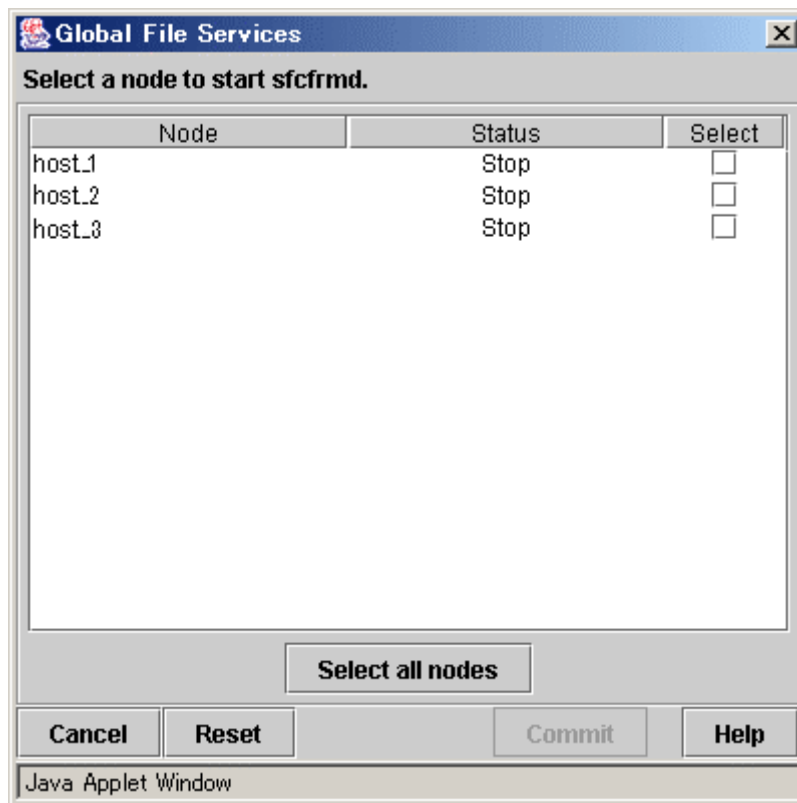 Global File Services
Select a node to start sfcfrmd.
Node Status Select
host_1 Stop
host_2 Stop
host_3 Stop
Select all nodes
Cancel Reset Commit Help
Java Applet Window